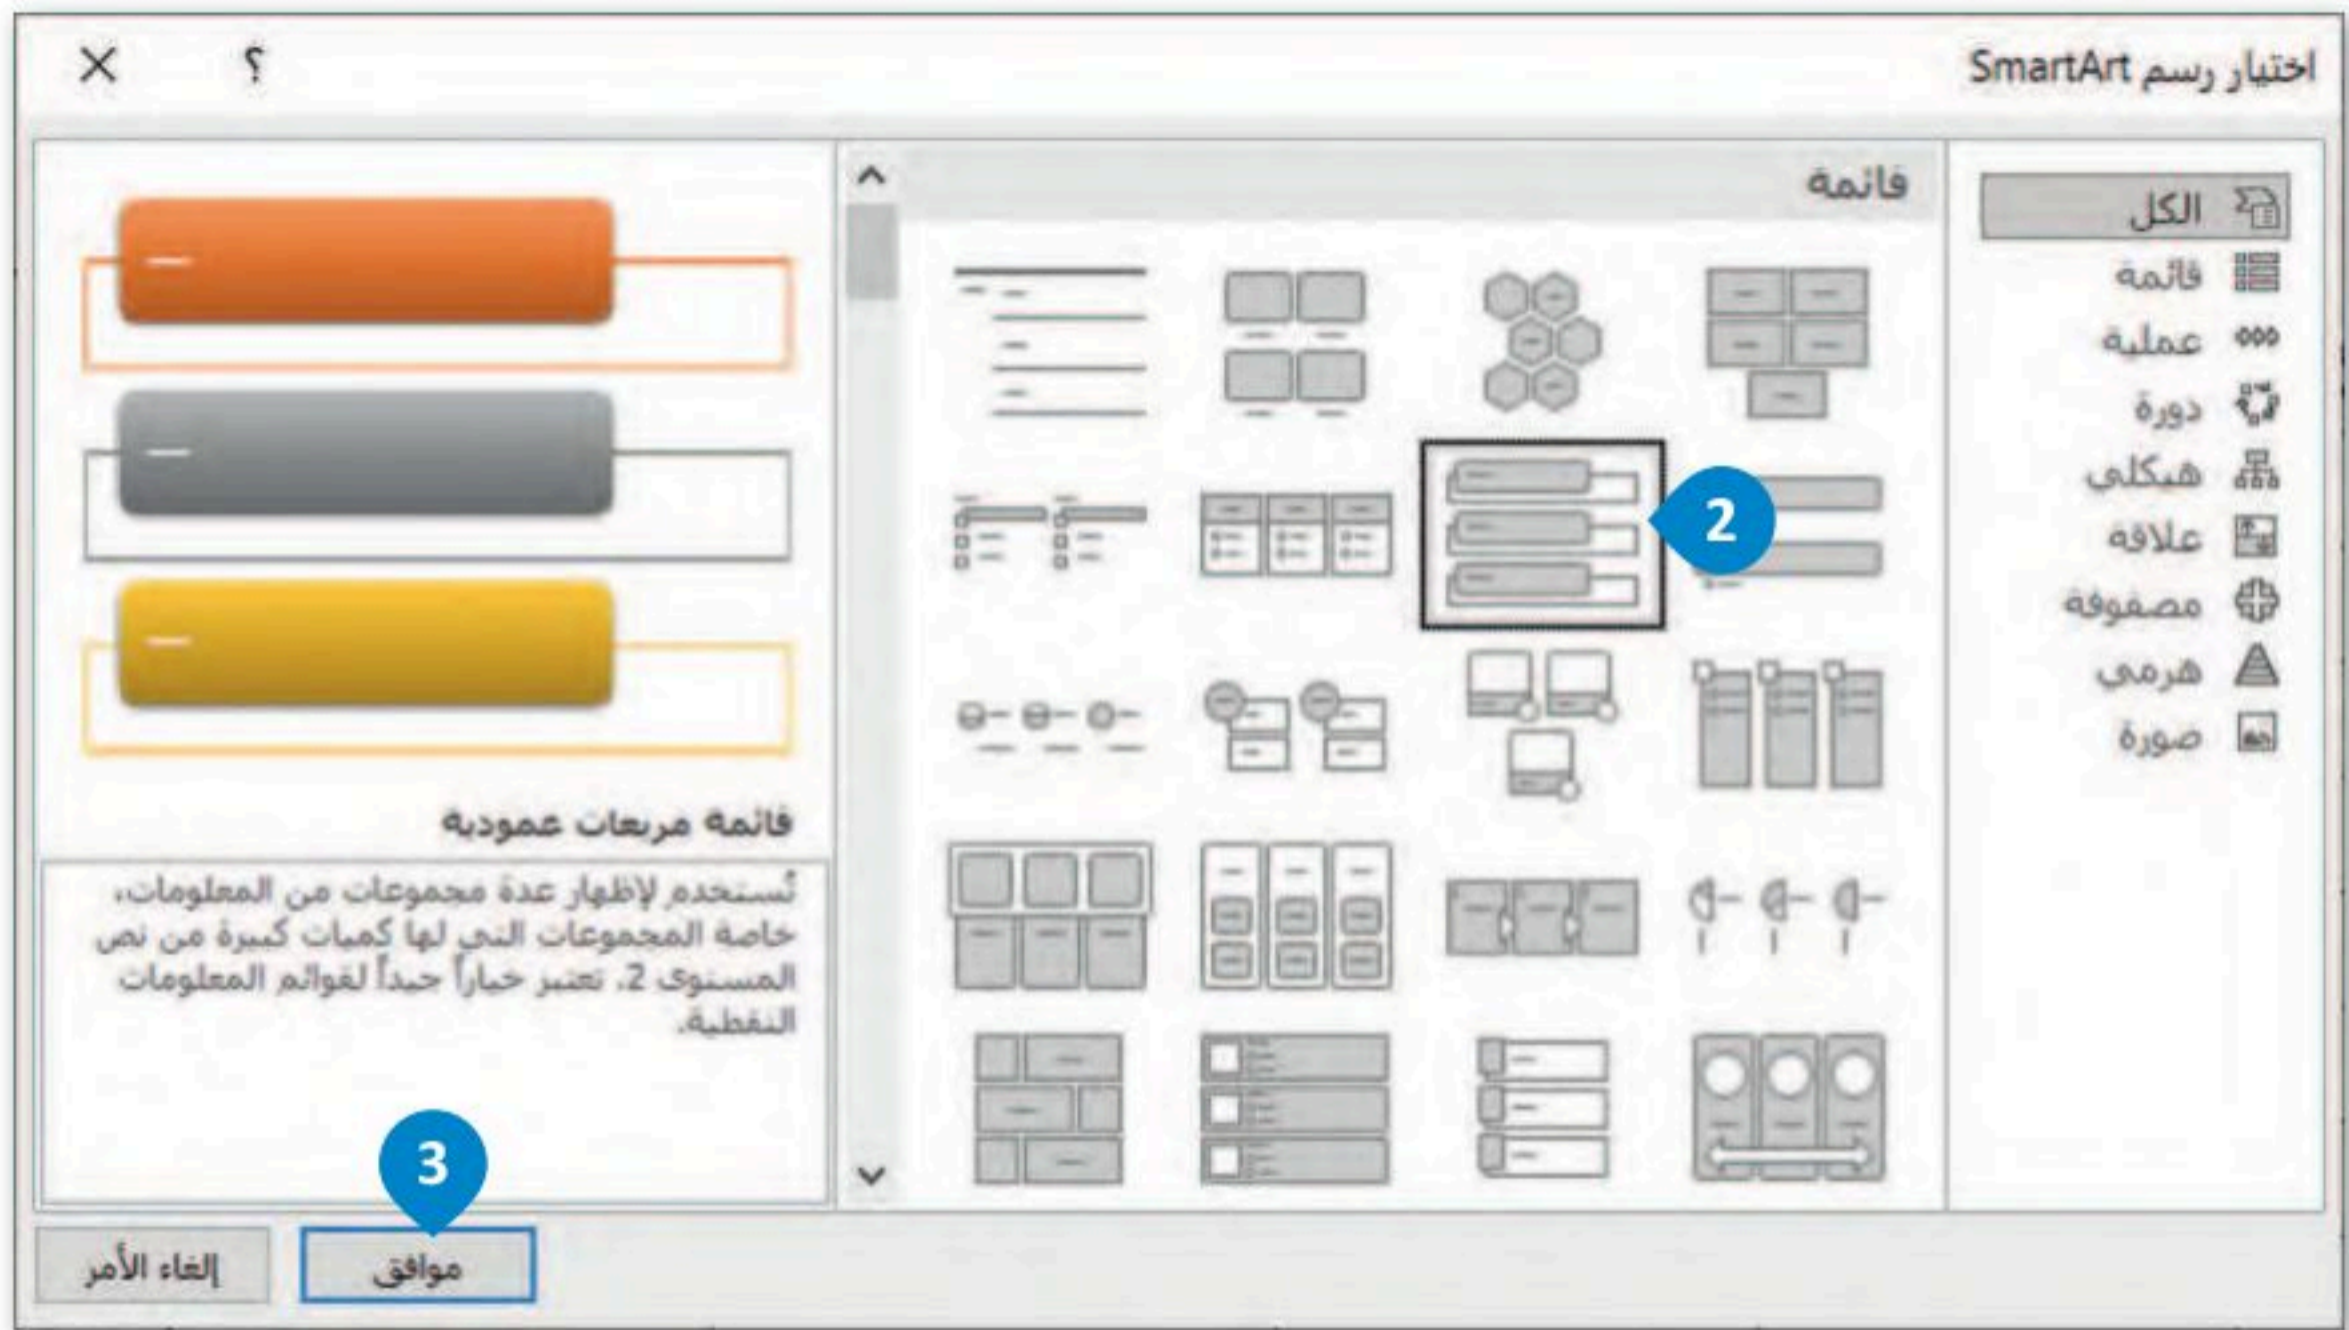 اختيار رسم SmartArt
؟
الكل
قائمة
عملية
دورة
هيكلي
علاقة
مصفوفة
هرمي
صورة
قائمة
2
قائمة مربعات عمودية
تُستخدم لإظهار عدة مجموعات من المعلومات،
خاصة المجموعات التي لها كميات كبيرة من نص
المستوى 2. تعتبر خياراً جيداً لقوائم المعلومات
النقطية.
3
موافق
إلغاء الأمر